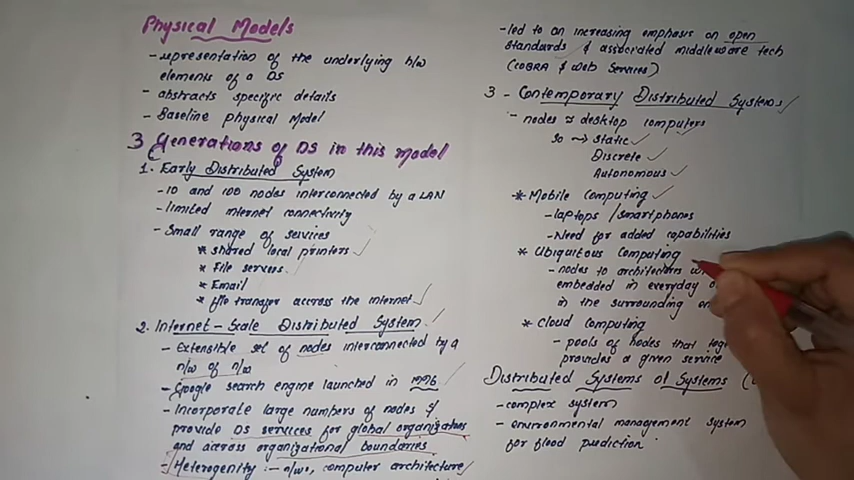 Physical Models
- representation of the underlying h/w
elements of a DS
- abstracts specific details
- Baseline physical Model
3 Generations of DS in this model
1. Early Distributed System
- 10 and 100 nodes interconnected by a LAN
- limited internet connectivity
- Small range of services
* shared local printers
* File servers
* Email
* file transfer accross the internet
2. Internet-Scale Distributed System
- Extensible set of nodes interconnected by a
n/w of n/w
- Google search engine launched in 1996
- Incorporate large numbers of nodes &
provide DS services for global organizations
and across organizational boundaries
- Heterogenity :- n/w, computer architecture
- led to an increasing emphasis on open
standards & associated middleware tech
(COBRA & Web Services)
3 - Contemporary Distributed Systems
- nodes ≈ desktop computers
so → static
Discrete
Autonomous
* Mobile Computing
- laptops / smartphones
- Need for added capabilities
* Ubiquitous Computing
- nodes to architectures
embedded in everyday
in the surrounding
* Cloud Computing
- pools of nodes that
provides a given service
Distributed Systems of Systems
- complex system
- environmental management system
for flood prediction